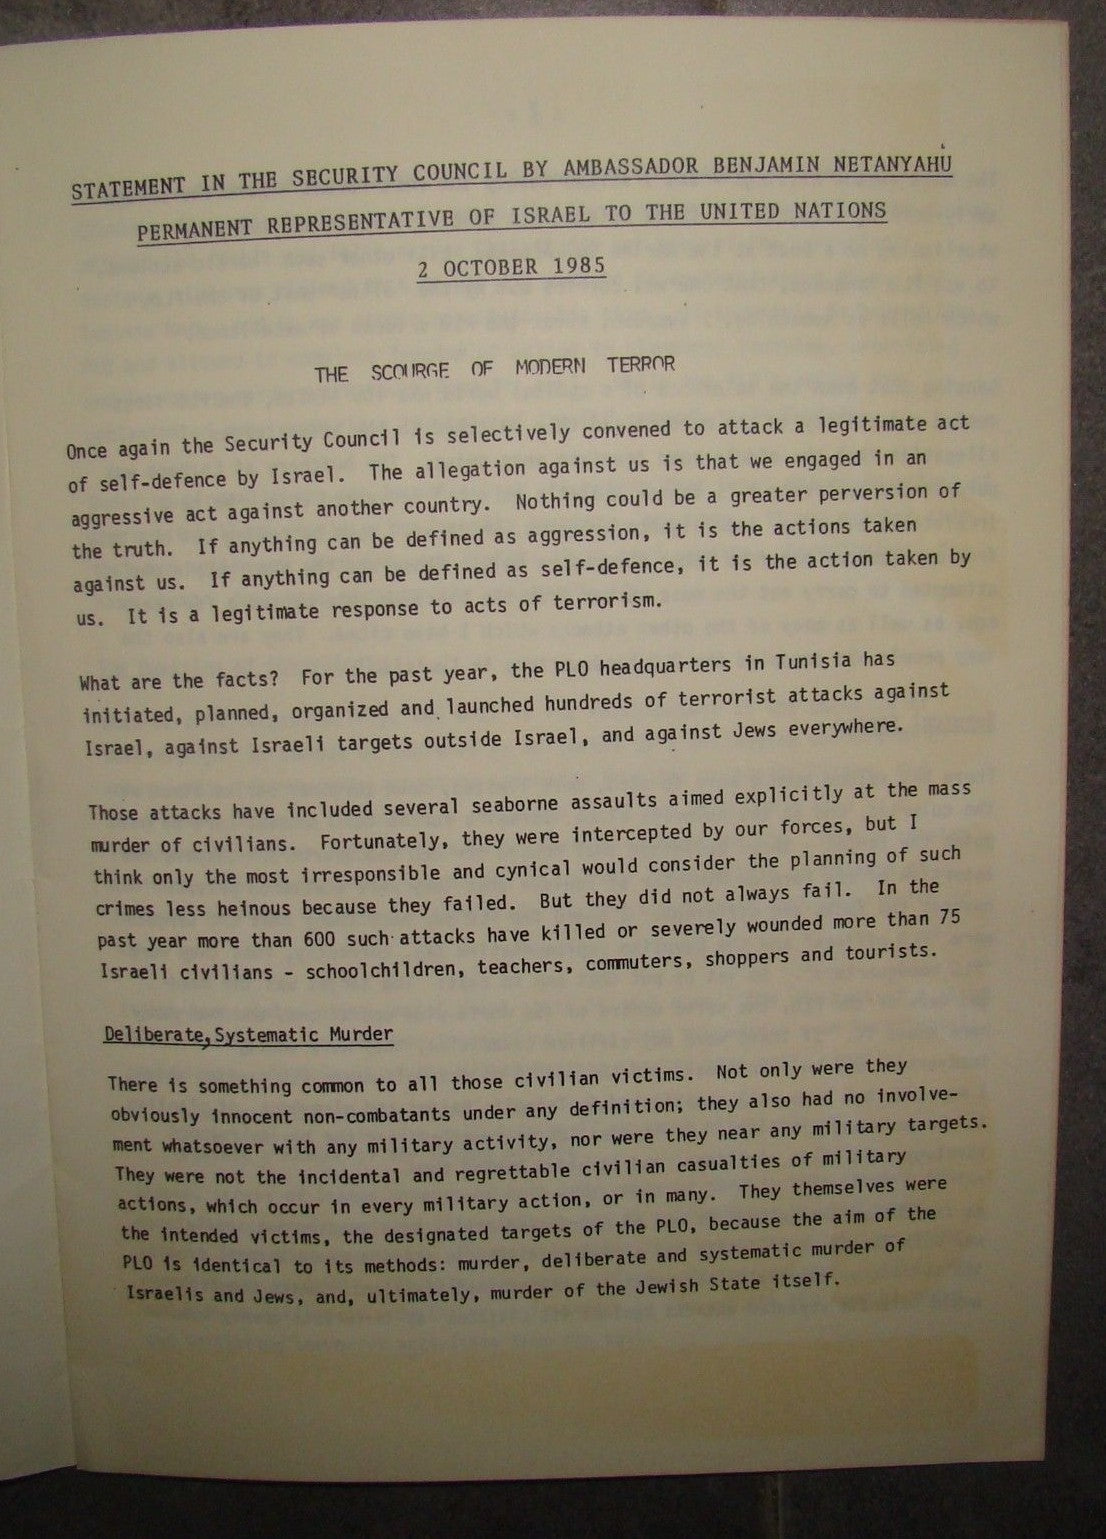 STATEMENT IN THE SECURITY COUNCIL BY AMBASSADOR BENJAMIN NETANYAHU
PERMANENT REPRESENTATIVE OF ISRAEL TO THE UNITED NATIONS
2 OCTOBER 1985
THE SCOURGE OF MODERN TERROR
Once again the Security Council is selectively convened to attack a legitimate act
of self-defence by Israel. The allegation against us is that we engaged in an
aggressive act against another country. Nothing could be a greater perversion of
the truth. If anything can be defined as aggression, it is the actions taken
against us. If anything can be defined as self-defence, it is the action taken by
us. It is a legitimate response to acts of terrorism.
What are the facts? For the past year, the PLO headquarters in Tunisia has
initiated, planned, organized and launched hundreds of terrorist attacks against
Israel, against Israeli targets outside Israel, and against Jews everywhere.
Those attacks have included several seaborne assaults aimed explicitly at the mass
murder of civilians. Fortunately, they were intercepted by our forces, but I
think only the most irresponsible and cynical would consider the planning of such
crimes less heinous because they failed. But they did not always fail. In the
past year more than 600 such attacks have killed or severely wounded more than 75
Israeli civilians - schoolchildren, teachers, commuters, shoppers and tourists.
Deliberate, Systematic Murder
There is something common to all those civilian victims. Not only were they
obviously innocent non-combatants under any definition; they also had no involve-
ment whatsoever with any military activity, nor were they near any military targets.
They were not the incidental and regrettable civilian casualties of military
actions, which occur in every military action, or in many. They themselves were
the intended victims, the designated targets of the PLO, because the aim of the
PLO is identical to its methods: murder, deliberate and systematic murder of
Israelis and Jews, and, ultimately, murder of the Jewish State itself.